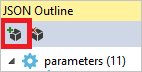 JSON Outline
parameters (11)